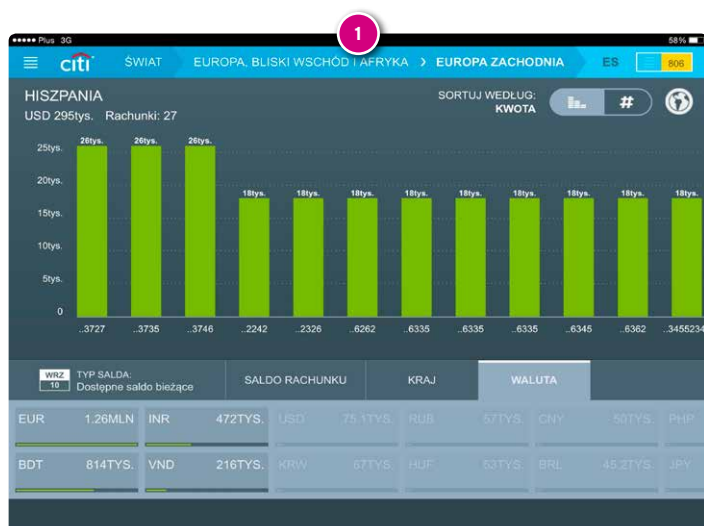 1
Plus 3G 58%
citi ŚWIAT EUROPA, BLISKI WSCHÓD I AFRYKA > EUROPA ZACHODNIA ES 806
HISZPANIA
USD 295tys. Rachunki: 27
SORTUJ WEDŁUG:
KWOTA
#
26tys. 26tys. 26tys. 18tys. 18tys. 18tys. 18tys. 18tys. 18tys. 18tys. 18tys. 18tys.
25tys.
20tys.
15tys.
10tys.
5tys.
0
..3727 ..3735 ..3746 ..2242 ..2326 ..6262 ..6335 ..6335 ..6335 ..6345 ..6362 ..3455234
WRZ
10
TYP SALDA:
Dostępne saldo bieżące
SALDO RACHUNKU KRAJ WALUTA
EUR 1.26MLN INR 472TYS. USD 75.1TYS. RUB 57TYS. CNY 50TYS. PHP
BDT 814TYS. VND 216TYS. KRW 67TYS. HUF 53TYS. BRL 45.2TYS. JPY